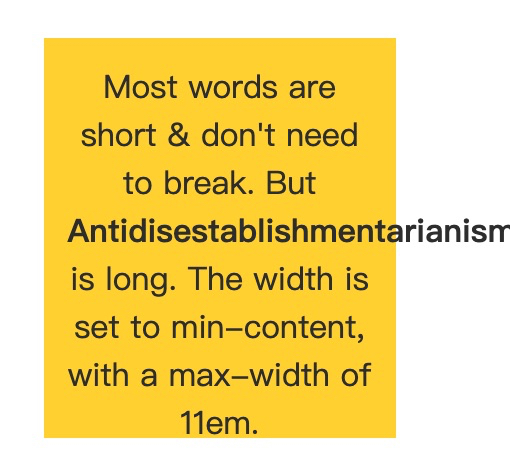 Most words are
short & don't need
to break. But
Antidisestablishmentarianism
is long. The width is
set to min-content,
with a max-width of
11em.